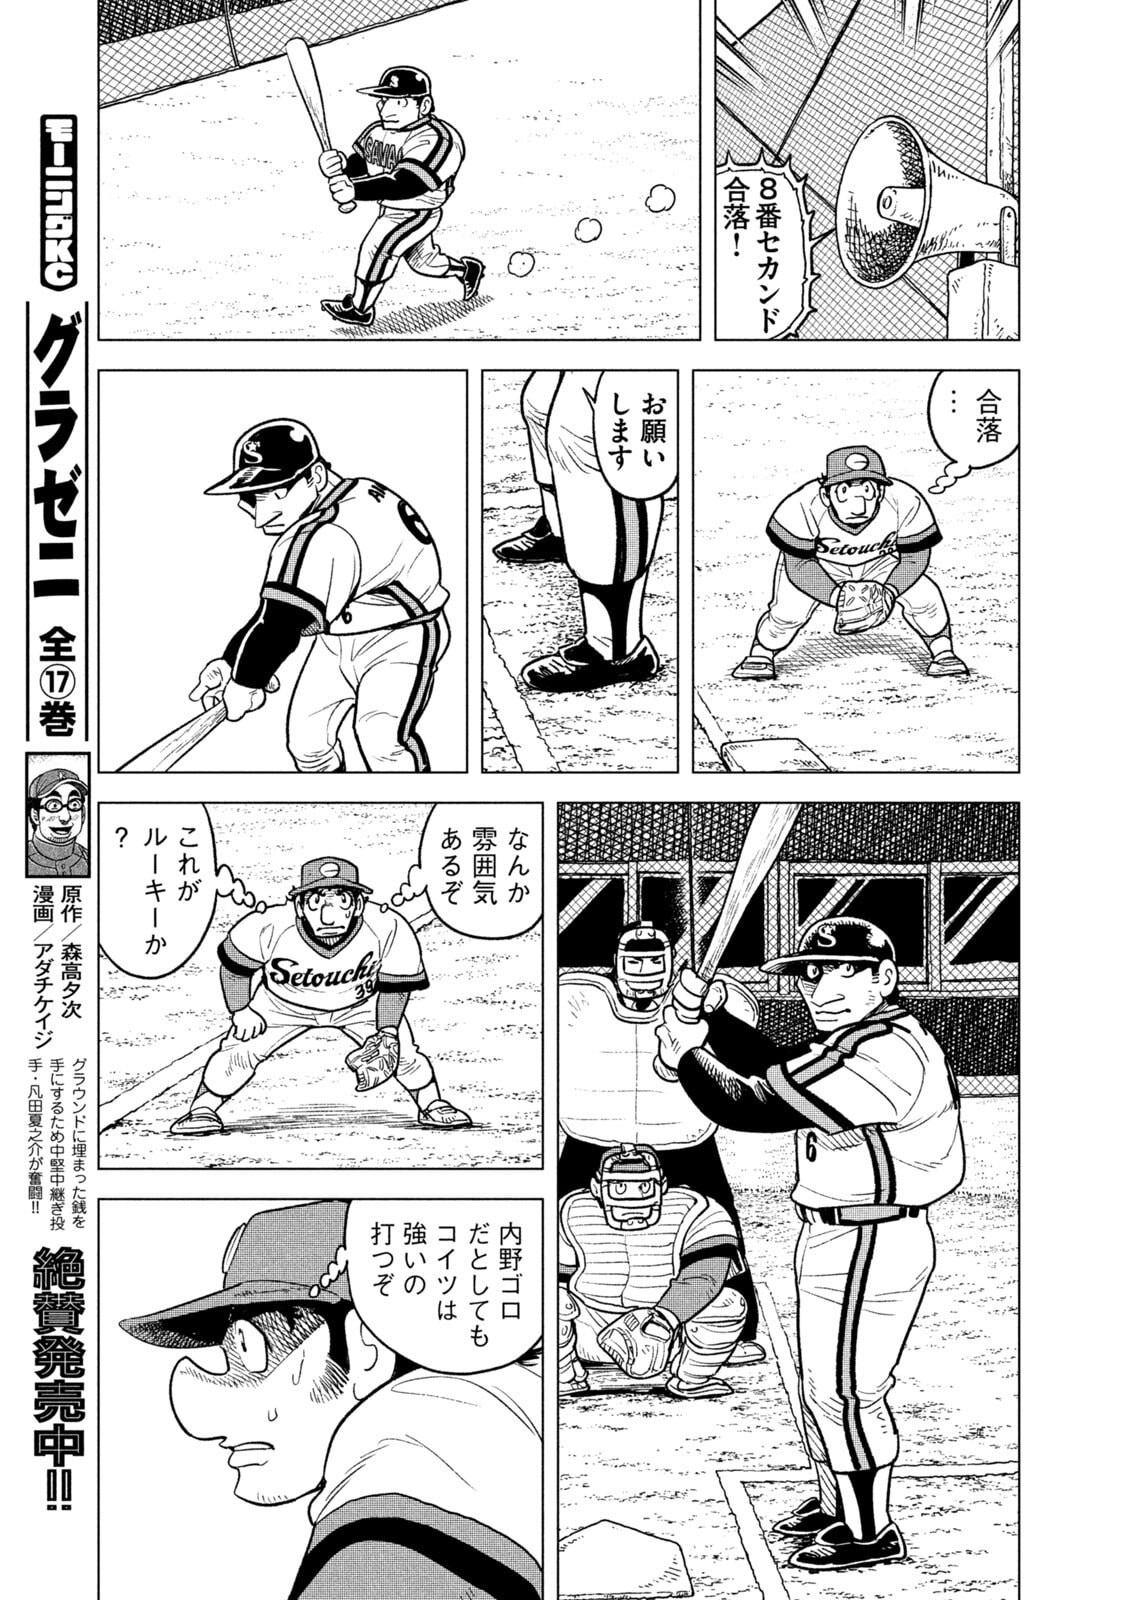 8番セカンド
合落!
SAWA
S
合落
…
Setouchi
39
お願い
します
S
6
6
S
6
なんか
雰囲気
あるぞ
これが
ルーキーか
?
Setouchi
39
内野ゴロ
だとしても
コイツは
強いの
打つぞ
モーニングKC
グラゼニ 全⑰巻
原作/森高夕次
漫画/アダチケイジ
グラウンドに埋まった銭を
手にするため中堅中継ぎ投
手・凡田夏之介が奮闘!!
絶賛発売中!!